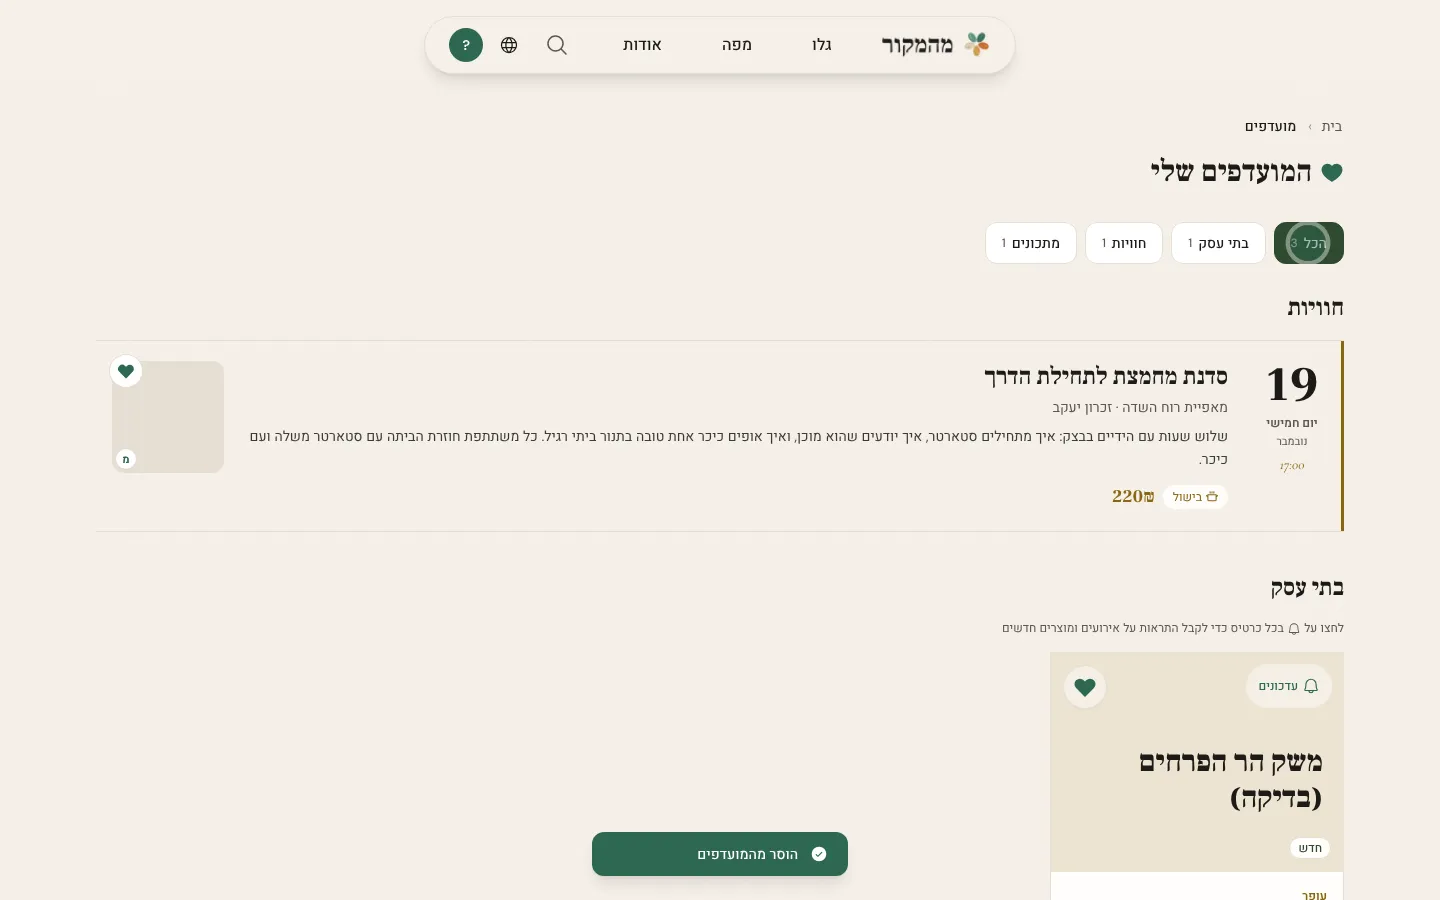 מהמקור
גלו
מפה
אודות
?
בית › מועדפים
המועדפים שלי
הכל 3
בתי עסק 1
חוויות 1
מתכונים 1
חוויות
19
יום חמישי
נובמבר
17:00
סדנת מחמצת לתחילת הדרך
מאפיית רוח השדה · זכרון יעקב
שלוש שעות עם הידיים בבצק: איך מתחילים סטארטר, איך יודעים שהוא מוכן, ואיך אופים כיכר אחת טובה בתנור ביתי רגיל. כל משתתפת חוזרת הביתה עם סטארטר משלה ועם
כיכר.
בישול
₪220
מ
בתי עסק
לחצו על בכל כרטיס כדי לקבל התראות על אירועים ומוצרים חדשים
עדכונים
משק הר הפרחים
(בדיקה)
חדש
עופר
הוסר מהמועדפים